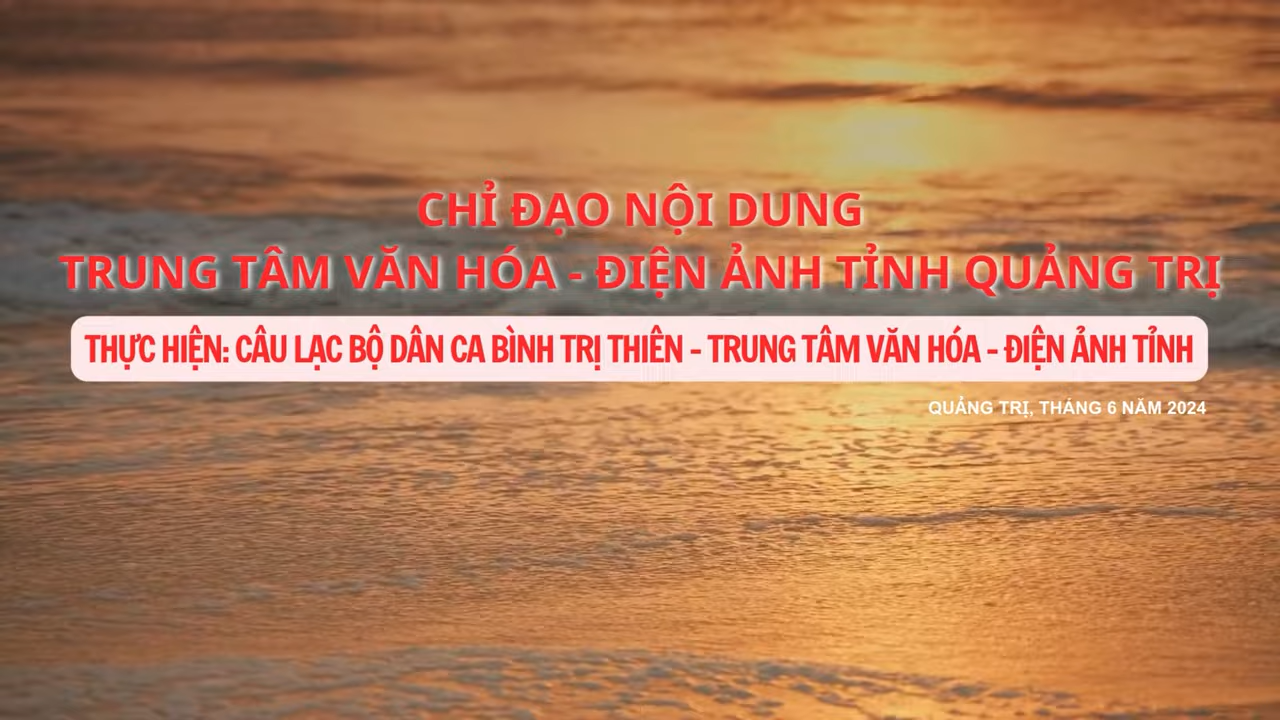 CHỈ ĐẠO NỘI DUNG
TRUNG TÂM VĂN HÓA - ĐIỆN ẢNH TỈNH QUẢNG TRỊ
THỰC HIỆN: CÂU LẠC BỘ DÂN CA BÌNH TRỊ THIÊN - TRUNG TÂM VĂN HÓA - ĐIỆN ẢNH TỈNH
QUẢNG TRỊ, THÁNG 6 NĂM 2024